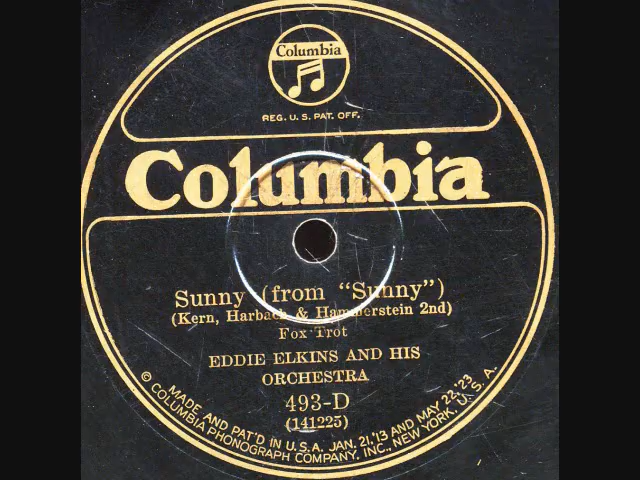 Columbia
REG. U. S. PAT. OFF.
Columbia
Sunny (from “Sunny”)
(Kern, Harbach & Hammerstein 2nd)
Fox Trot
EDDIE ELKINS AND HIS
ORCHESTRA
493-D
(141225)
MADE AND PAT'D IN U.S.A. JAN. 21, '13 AND MAY 22, '23
© COLUMBIA PHONOGRAPH COMPANY, INC., NEW YORK, U. S. A.